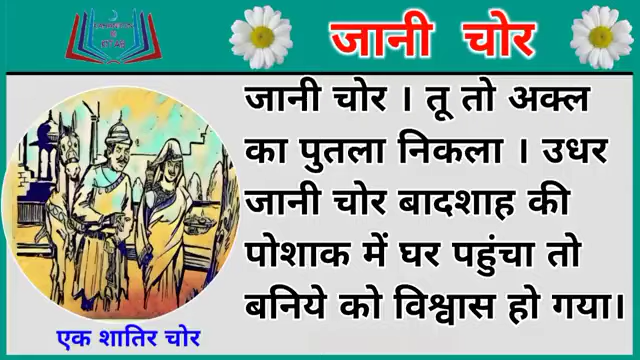 जानी चोर
जानी चोर । तू तो अक्ल
का पुतला निकला । उधर
जानी चोर बादशाह की
पोशाक में घर पहुंचा तो
बनिये को विश्वास हो गया।
एक शातिर चोर